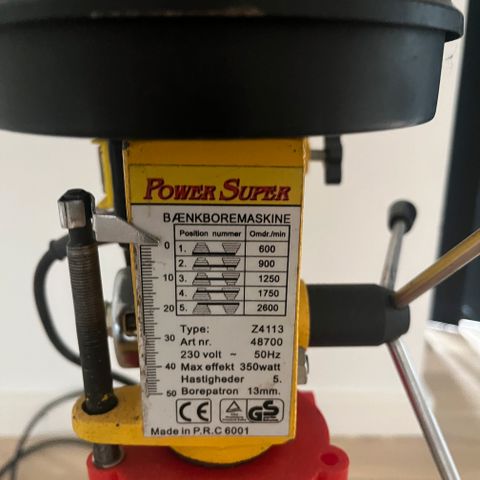 POWER SUPER
BÆNKBOREMASKINE
Position nummer Omdr./min
1. 600
2. 900
3. 1250
4. 1750
5. 2600
0
10
20
30
40
50
Type: Z4113
Art nr. 48700
230 volt ~ 50Hz
Max effekt 350watt
Hastigheder 5.
Borepatron 13mm.
CE GS
Made in P.R.C 6001